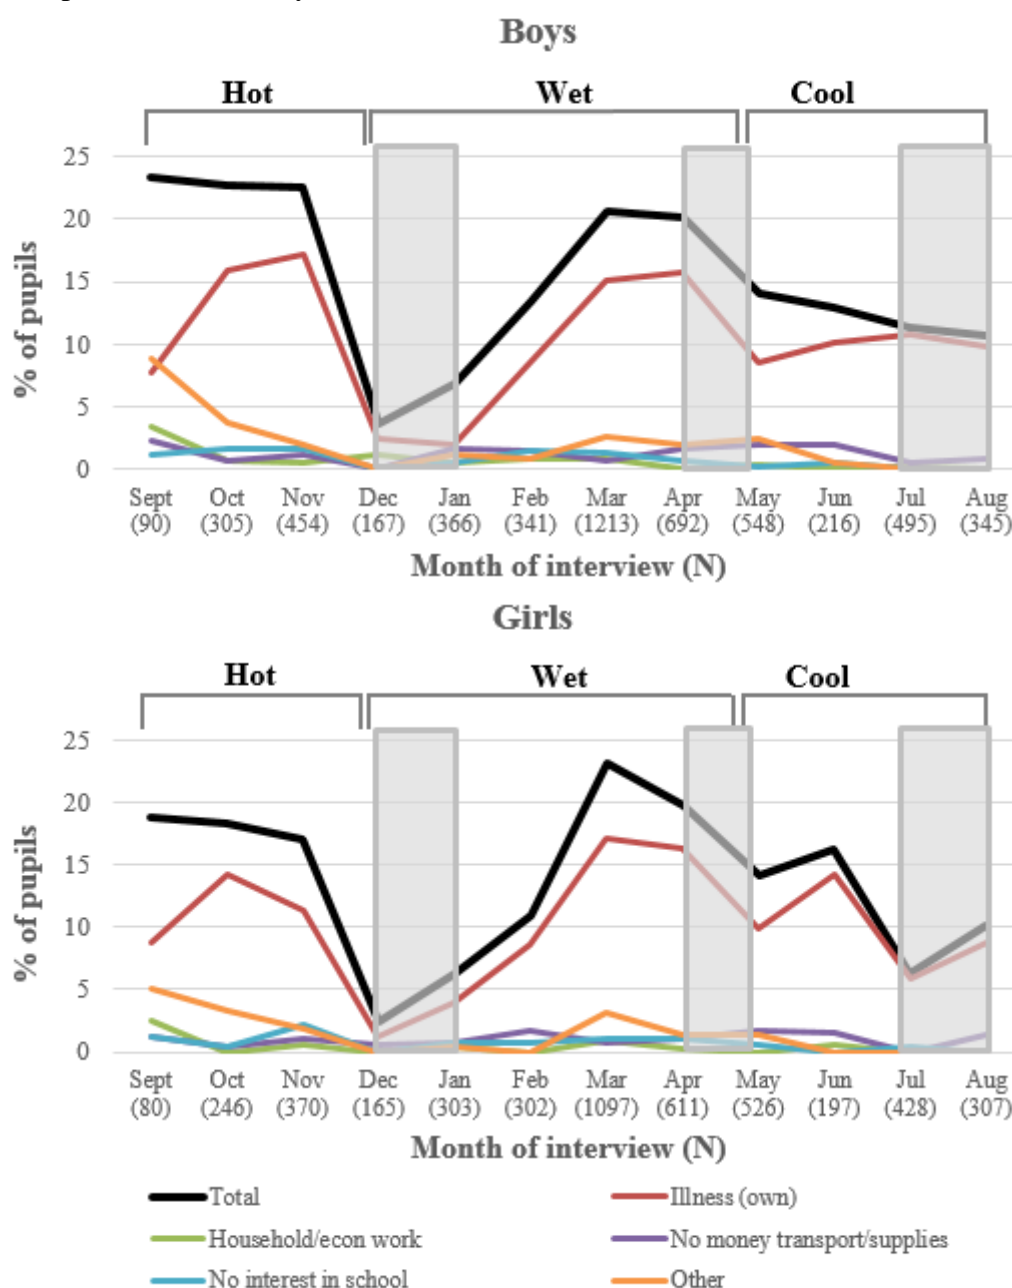 Boys
Hot Wet Cool
25
20
15
10
5
0
% of pupils
Sept Oct Nov Dec Jan Feb Mar Apr May Jun Jul Aug
(90) (305) (454) (167) (366) (341) (1213) (692) (548) (216) (495) (345)
Month of interview (N)
Girls
Hot Wet Cool
25
20
15
10
5
0
% of pupils
Sept Oct Nov Dec Jan Feb Mar Apr May Jun Jul Aug
(80) (246) (370) (165) (303) (302) (1097) (611) (526) (197) (428) (307)
Month of interview (N)
Total Illness (own)
Household/econ work No money transport/supplies
No interest in school Other